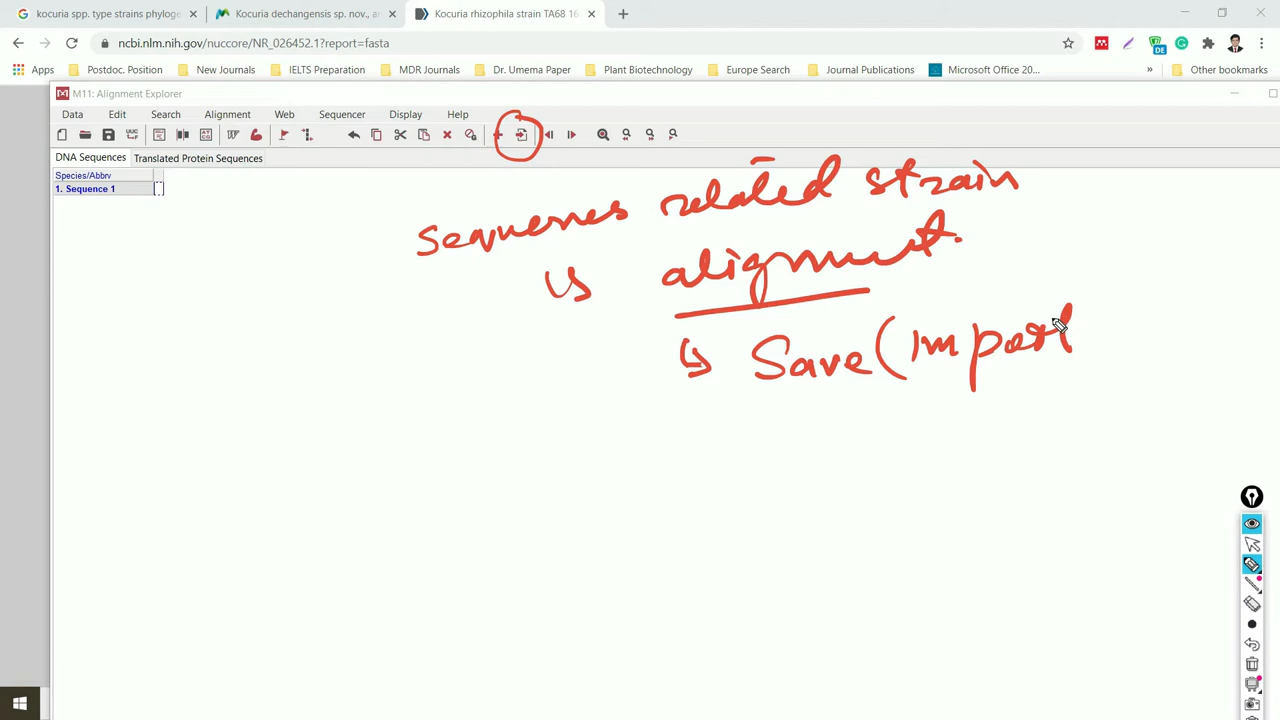 kocuria spp. type strains phyloge
Kocuria dechangensis sp. nov., ar
Kocuria rhizophila strain TA68 16
ncbi.nlm.nih.gov/nuccore/NR_026452.1?report=fasta
Apps
Postdoc. Position
New Journals
IELTS Preparation
MDR Journals
Dr. Umema Paper
Plant Biotechnology
Europe Search
Journal Publications
Microsoft Office 20...
»
Other bookmarks
M11: Alignment Explorer
Data Edit Search Alignment Web Sequencer Display Help
DNA Sequences Translated Protein Sequences
Species/Abbrv
1. Sequence 1
sequences related strain
is alignment.
↳ Save (Import